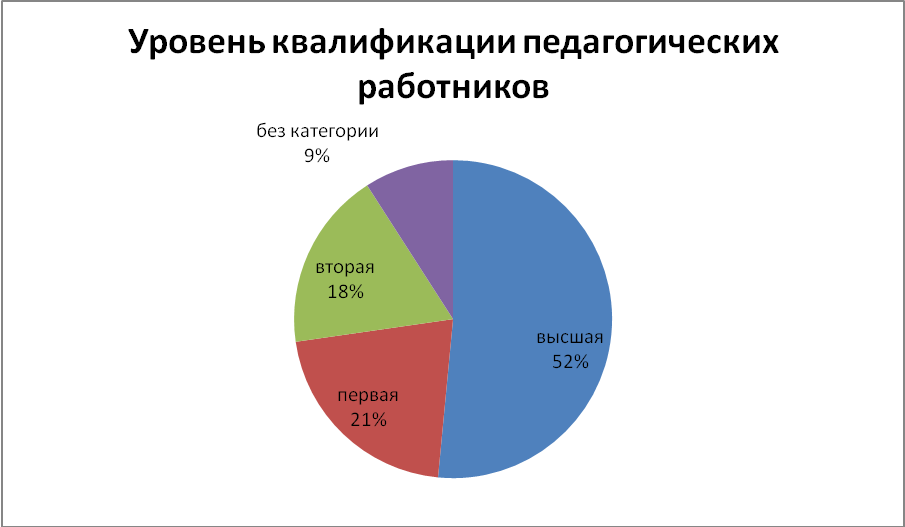 Уровень квалификации педагогических
работников
без категории
9%
вторая
18%
высшая
52%
первая
21%